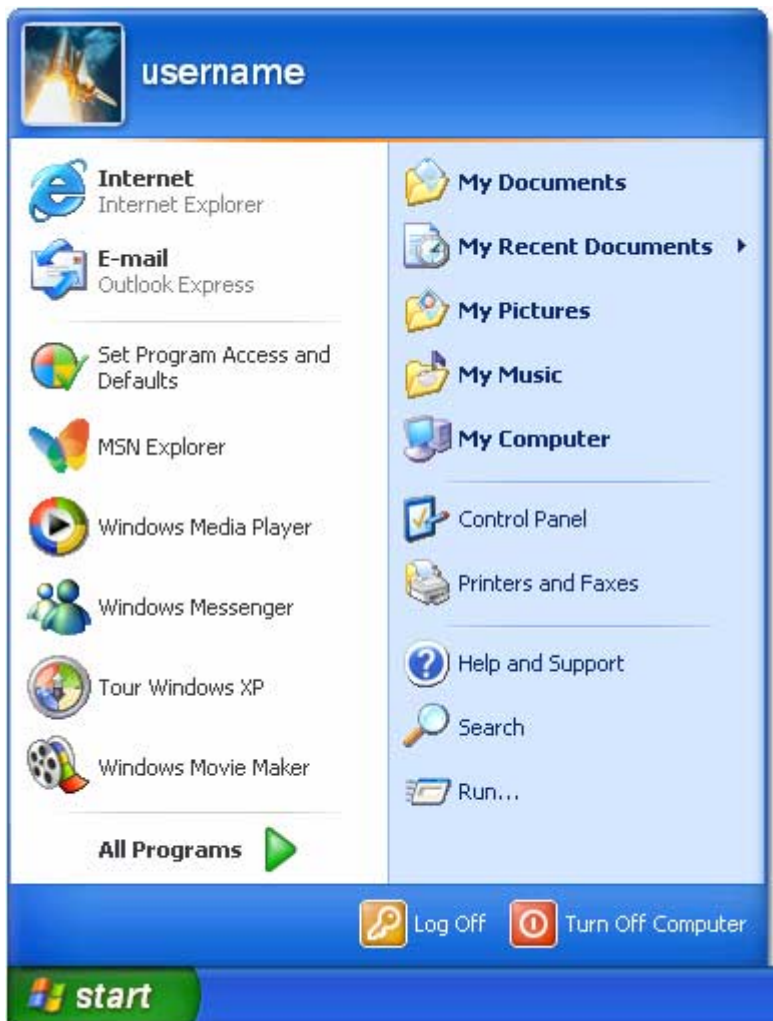 username
Internet
Internet Explorer
E-mail
Outlook Express
Set Program Access and
Defaults
MSN Explorer
Windows Media Player
Windows Messenger
Tour Windows XP
Windows Movie Maker
All Programs
My Documents
My Recent Documents
My Pictures
My Music
My Computer
Control Panel
Printers and Faxes
Help and Support
Search
Run...
Log Off
Turn Off Computer
start